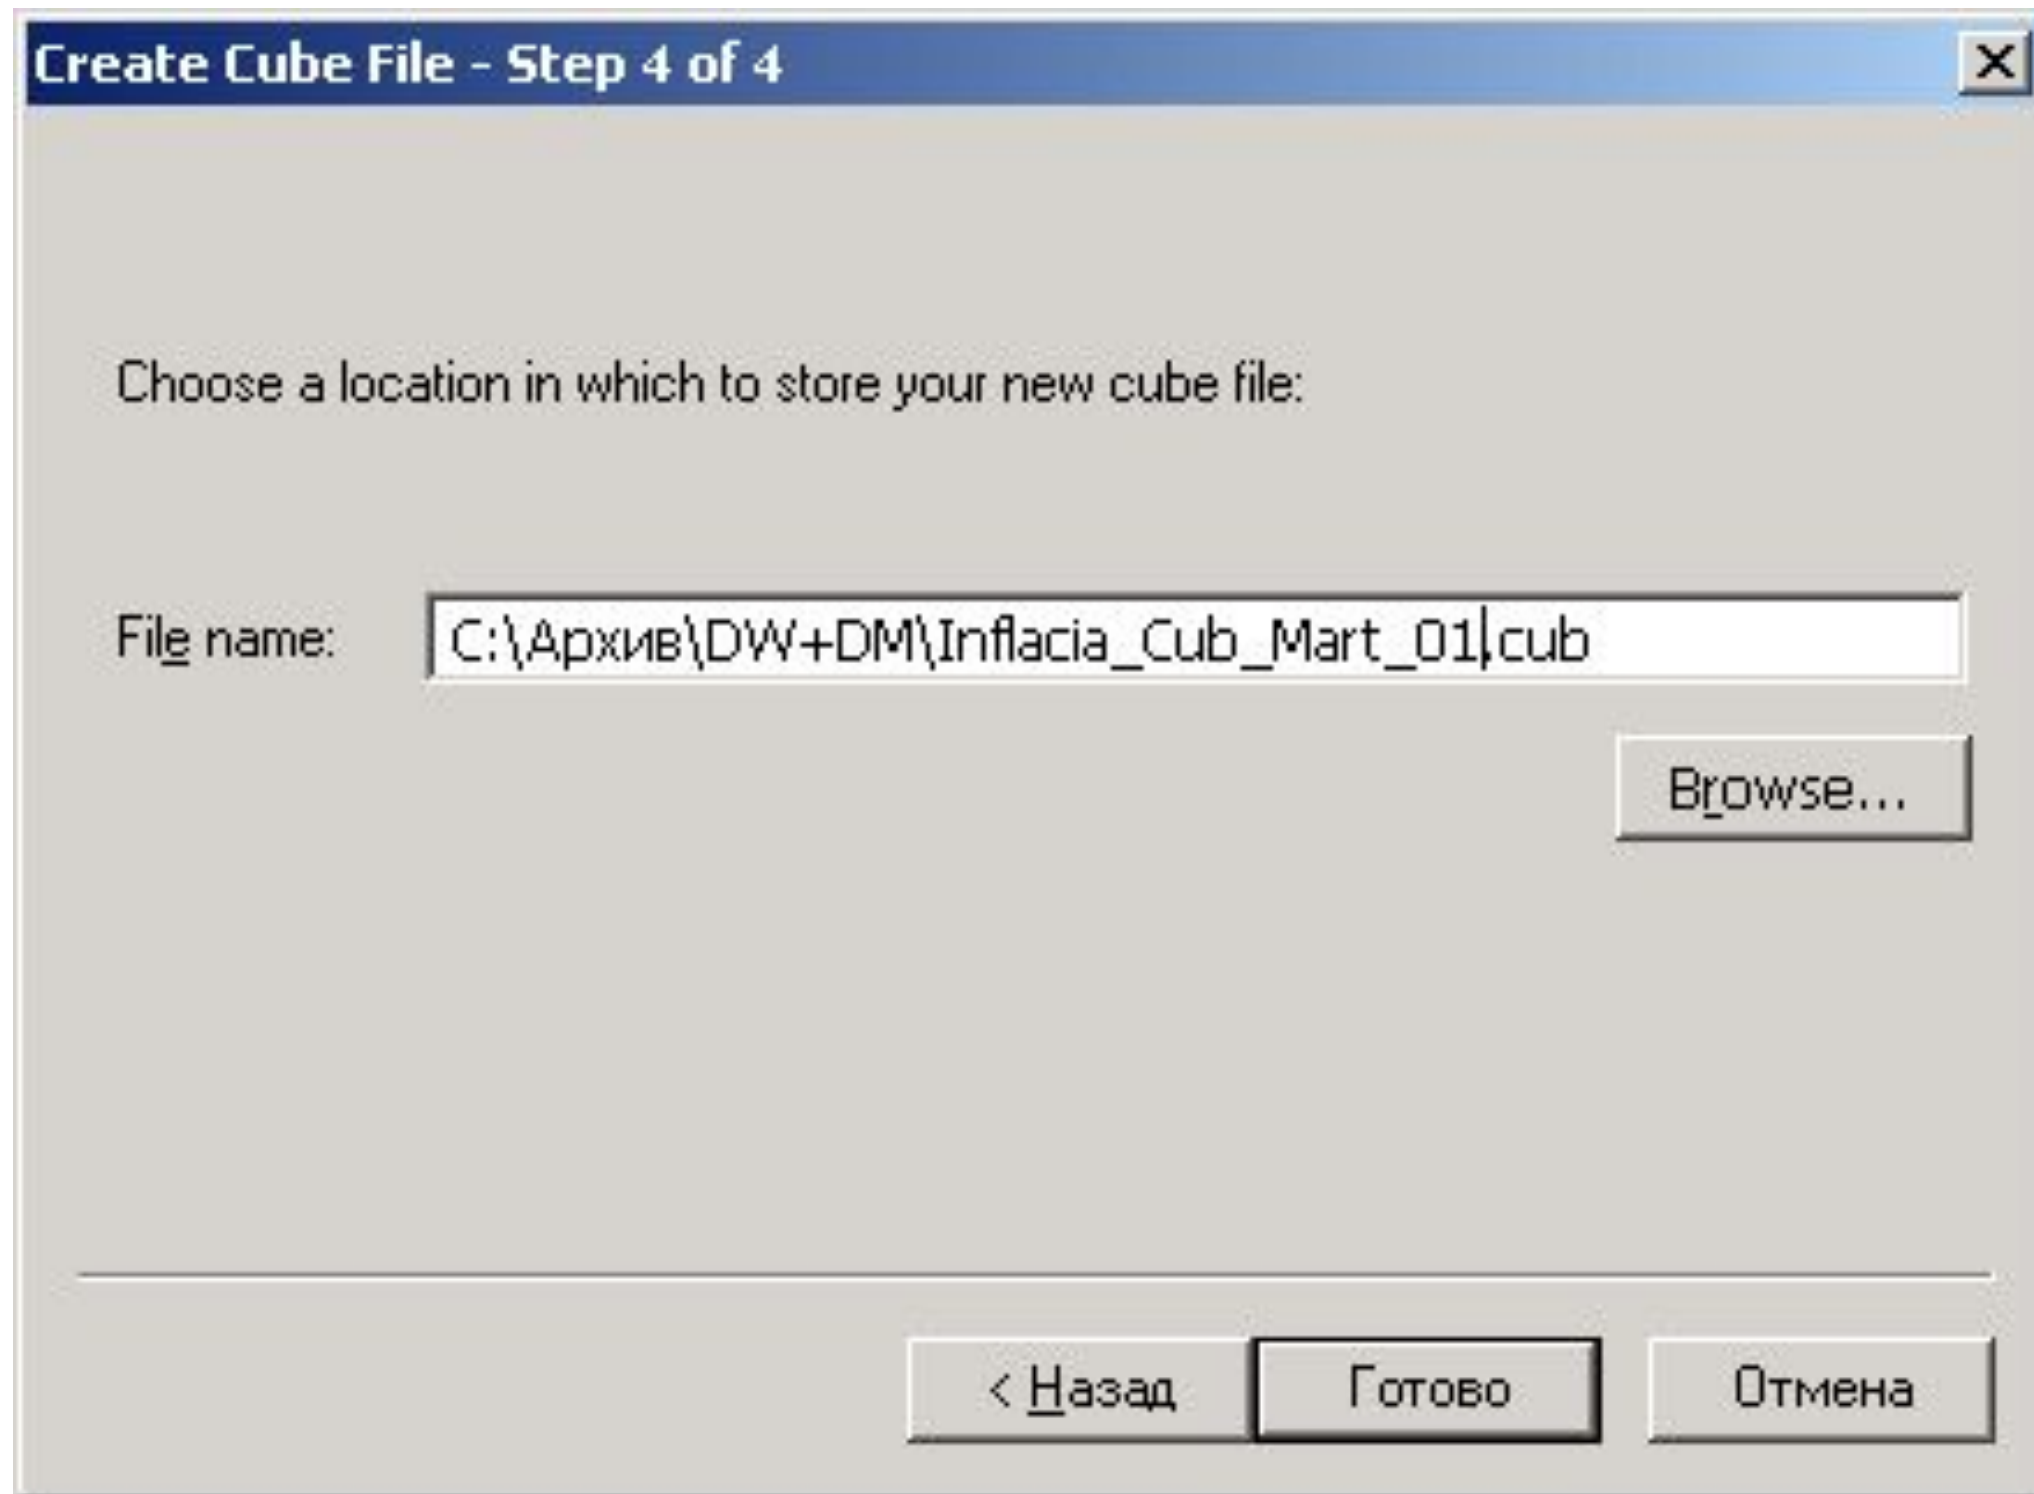 Create Cube File - Step 4 of 4
Choose a location in which to store your new cube file:
File name: C:\Архив\DW+DM\Inflacia_Cub_Mart_01.cub
Browse...
< Назад Готово Отмена